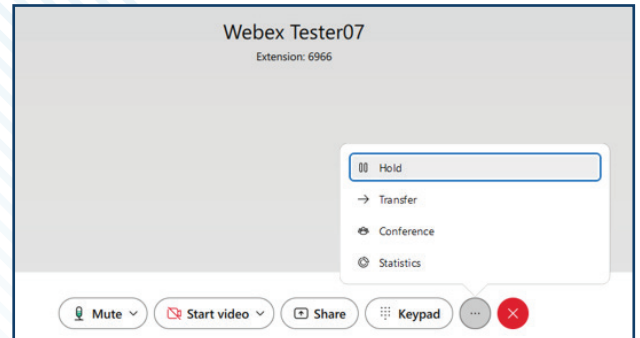 Webex Tester07
Extension: 6966
Hold
Transfer
Conference
Statistics
Mute Start video Share Keypad